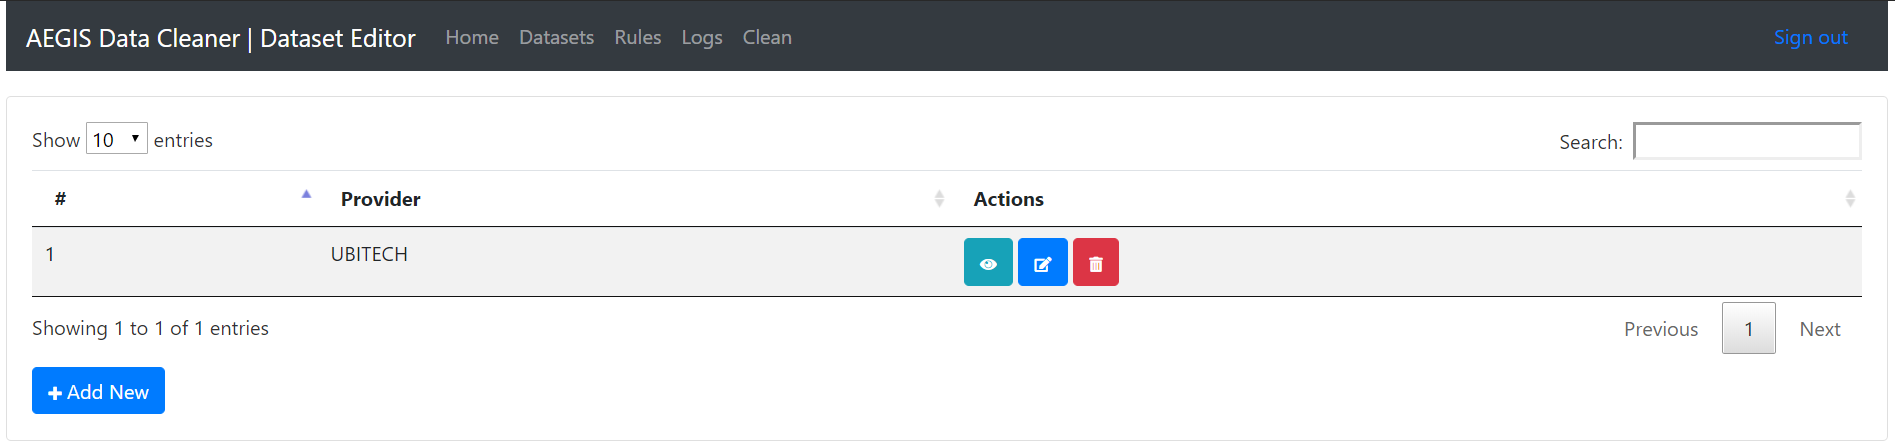 AEGIS Data Cleaner | Dataset Editor Home Datasets Rules Logs Clean Sign out
Show 10 entries Search:
# Provider Actions
1 UBITECH
Showing 1 to 1 of 1 entries Previous 1 Next
Add New